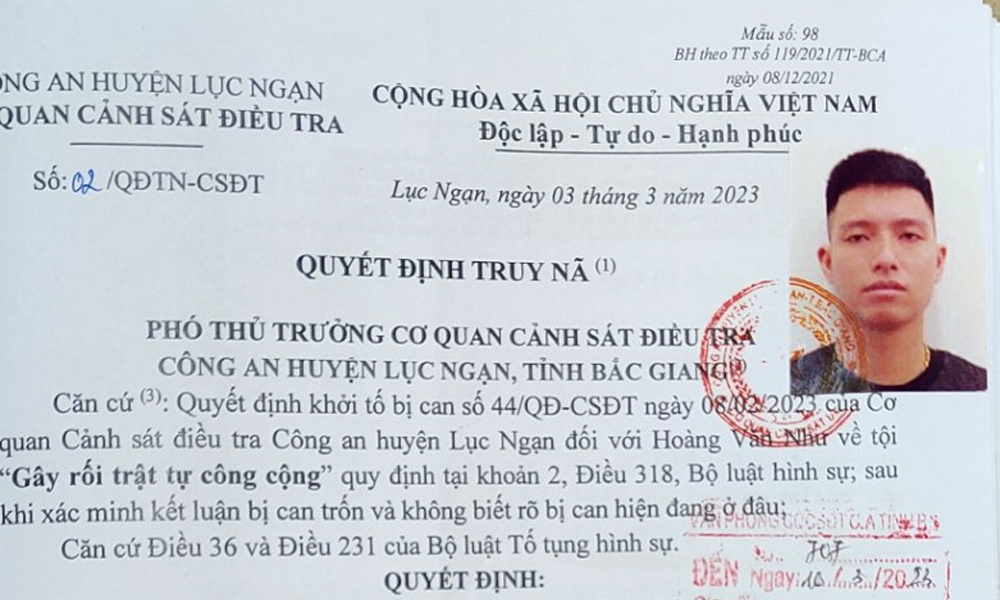 Mẫu số: 98
BH theo TT số 119/2021/TT-BCA
ngày 08/12/2021
ÔNG AN HUYỆN LỤC NGẠN
QUAN CẢNH SÁT ĐIỀU TRA
CỘNG HÒA XÃ HỘI CHỦ NGHĨA VIỆT NAM
Độc lập - Tự do - Hạnh phúc
Số: 02 /QĐTN-CSĐT
Lục Ngạn, ngày 03 tháng 3 năm 2023
QUYẾT ĐỊNH TRUY NÃ (1)
PHÓ THỦ TRƯỞNG CƠ QUAN CẢNH SÁT ĐIỀU TRA
CÔNG AN HUYỆN LỤC NGẠN, TỈNH BẮC GIANG
Căn cứ (3): Quyết định khởi tố bị can số 44/QĐ-CSĐT ngày 08/02/2023 của Cơ
quan Cảnh sát điều tra Công an huyện Lục Ngạn đối với Hoàng Văn Như về tội
“Gây rối trật tự công cộng” quy định tại khoản 2, Điều 318, Bộ luật hình sự; sau
khi xác minh kết luận bị can trốn và không biết rõ bị can hiện đang ở đâu;
Căn cứ Điều 36 và Điều 231 của Bộ luật Tố tụng hình sự.
VĂN PHÒNG CQCSĐT C.A TỈNH
QUYẾT ĐỊNH:
ĐẾN Ngày: